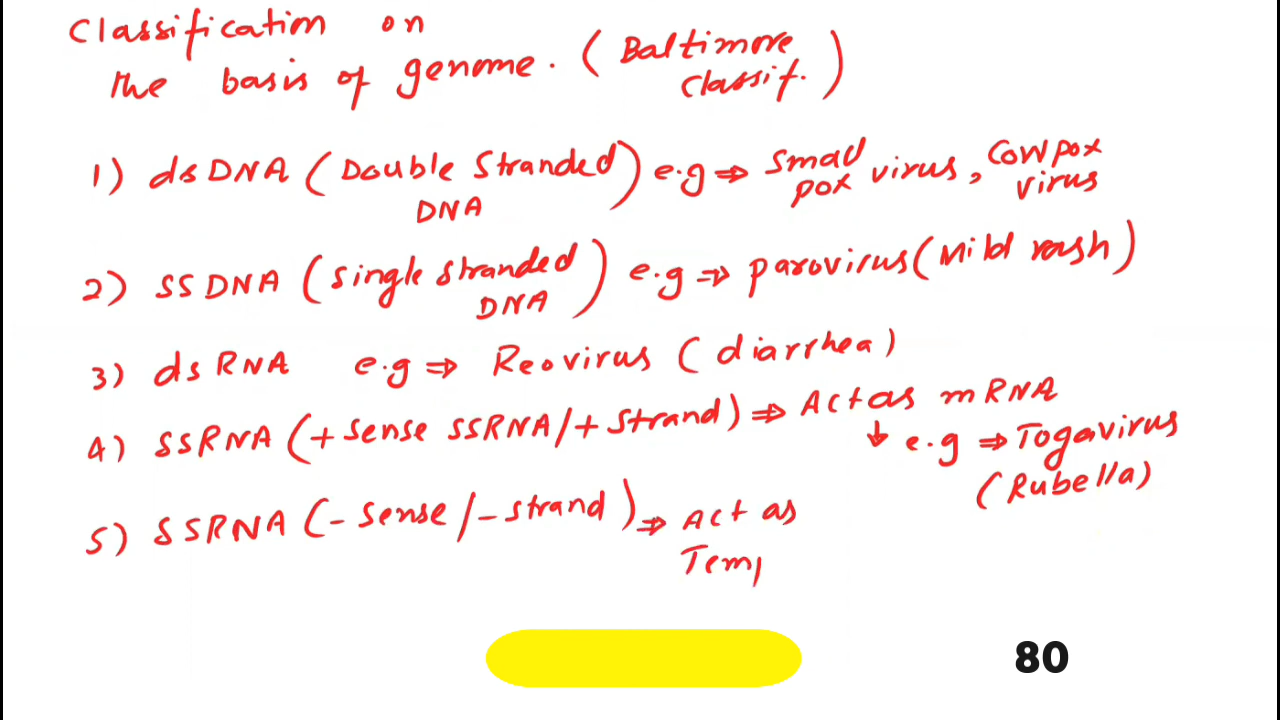 Classification on
the basis of genome. (Baltimore Classif.)
1) dsDNA (Double Stranded DNA) e.g ⇒ Small pox virus, Cowpox virus
2) SSDNA (single stranded DNA) e.g ⇒ parovirus (Mild rash)
3) dsRNA e.g ⇒ Reovirus (diarrhea)
4) SSRNA (+ sense SSRNA/+ Strand) ⇒ Act as mRNA
↓ e.g ⇒ Togavirus
(Rubella)
5) SSRNA (- sense/- strand) ⇒ Act as
Temp
80